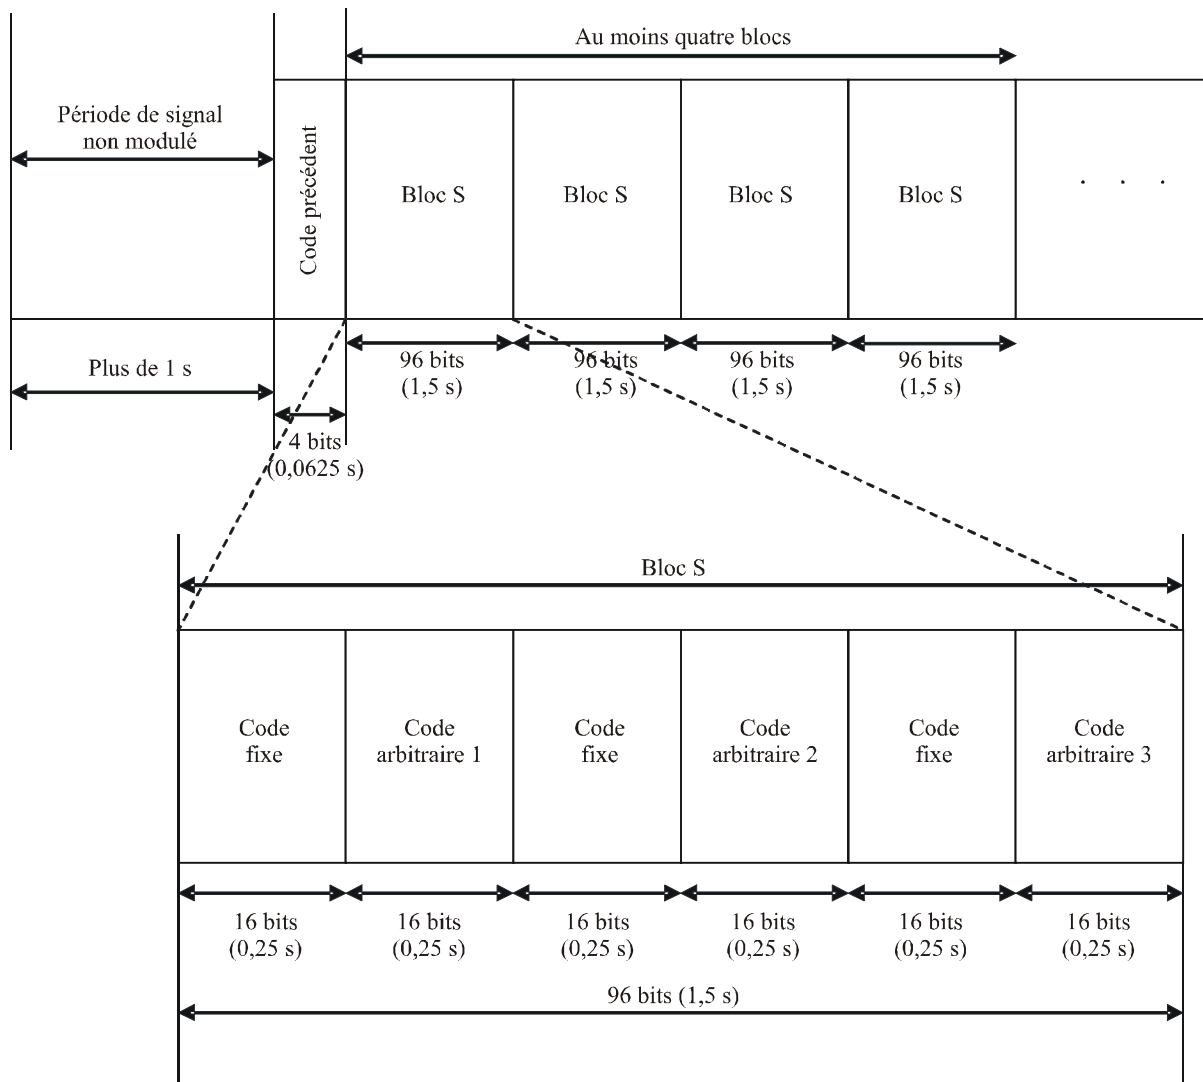 Au moins quatre blocs
Période de signal
non modulé
Code précédent
Bloc S
Bloc S
Bloc S
Bloc S
. . .
Plus de 1 s
96 bits
(1,5 s)
96 bits
(1,5 s)
96 bits
(1,5 s)
96 bits
(1,5 s)
4 bits
(0,0625 s)
Bloc S
Code
fixe
Code
arbitraire 1
Code
fixe
Code
arbitraire 2
Code
fixe
Code
arbitraire 3
16 bits
(0,25 s)
16 bits
(0,25 s)
16 bits
(0,25 s)
16 bits
(0,25 s)
16 bits
(0,25 s)
16 bits
(0,25 s)
96 bits (1,5 s)